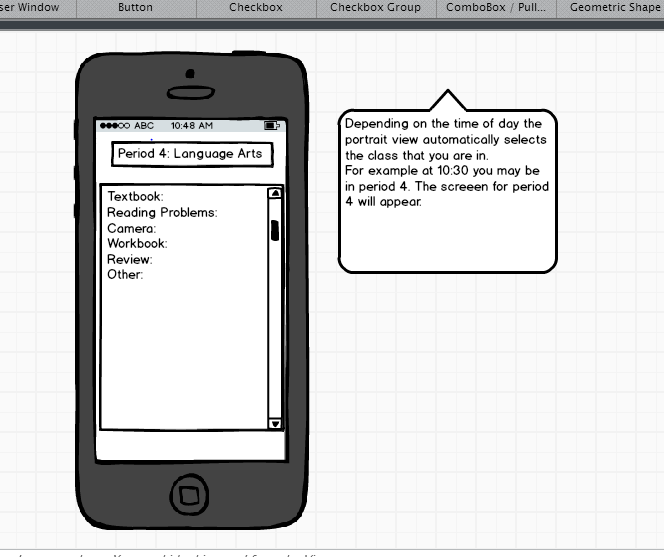 ser Window
Button
Checkbox
Checkbox Group
ComboBox / Pull...
Geometric Shape
ABC 10:48 AM
Period 4: Language Arts
Textbook:
Reading Problems:
Camera:
Workbook:
Review:
Other:
Depending on the time of day the
portrait view automatically selects
the class that you are in.
For example at 10:30 you may be
in period 4. The screeen for period
4 will appear.